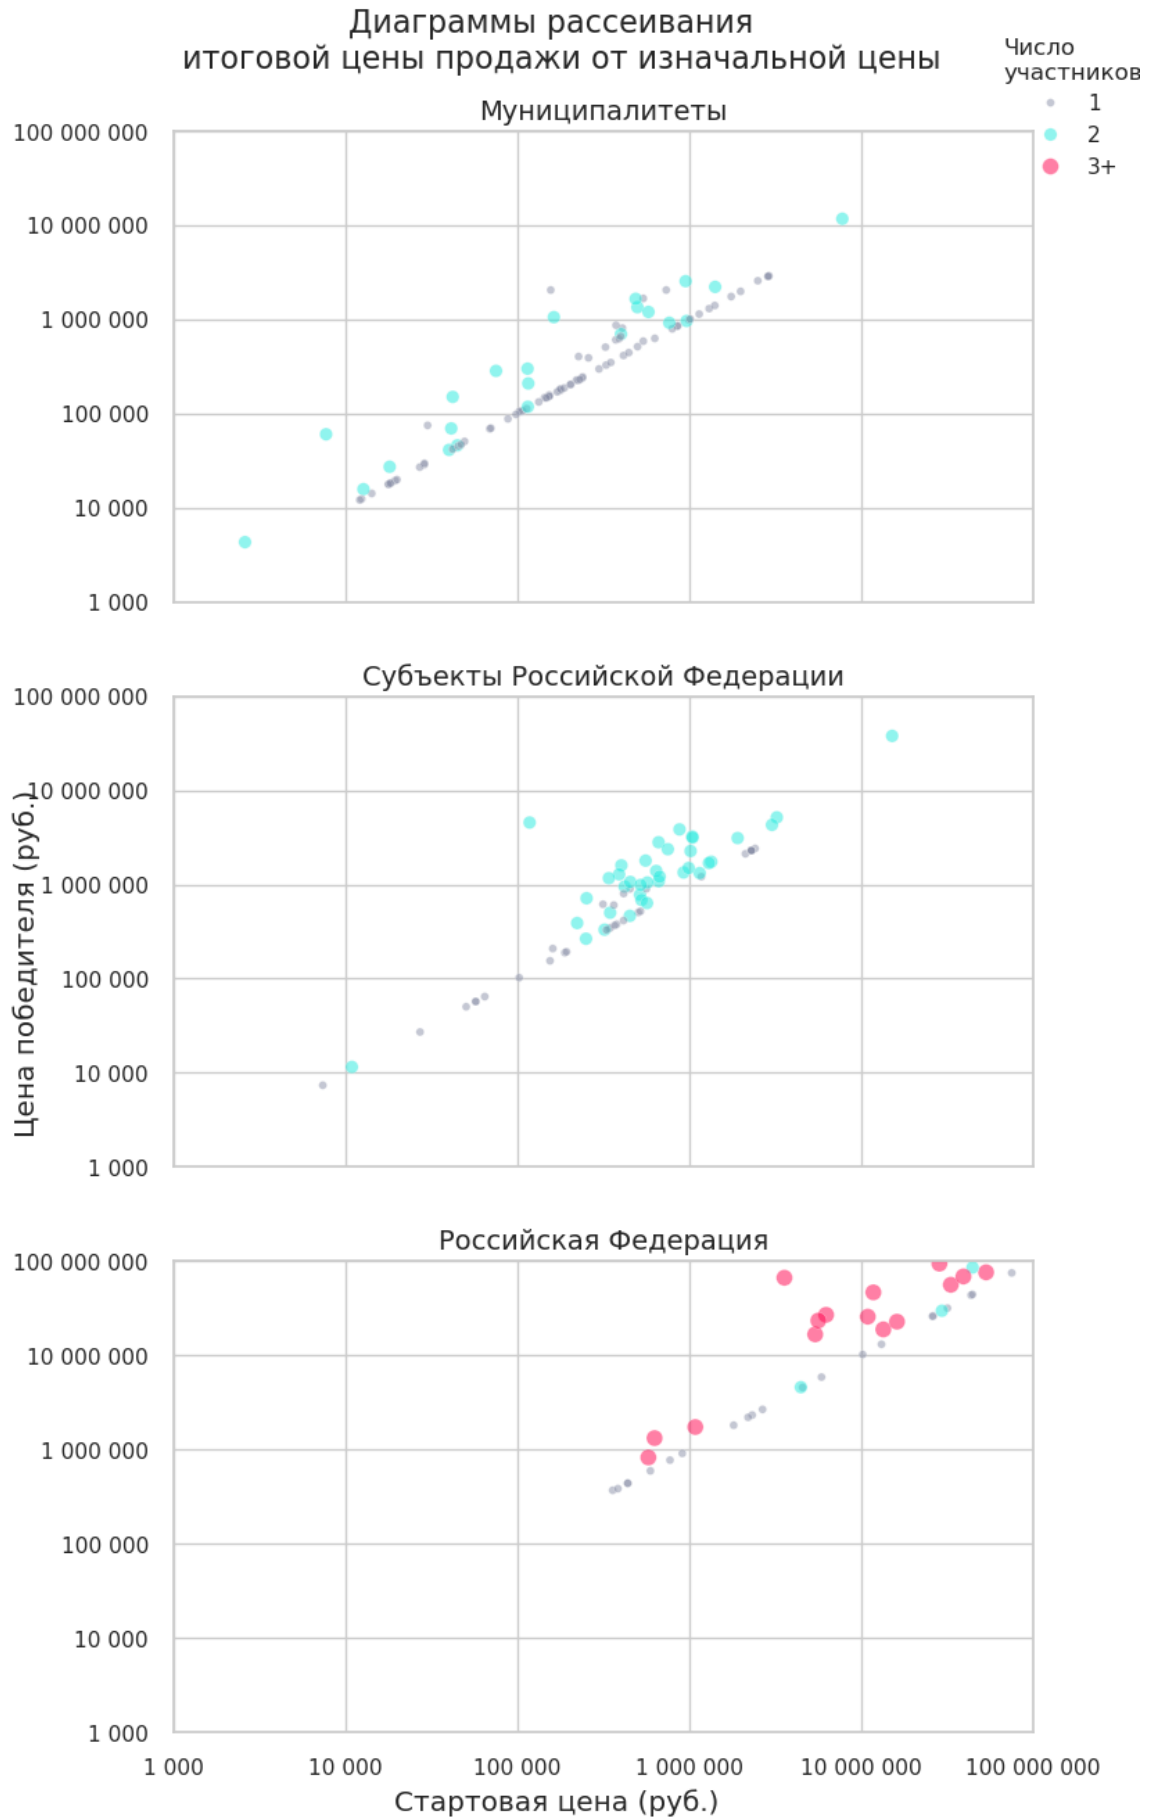 Диаграммы рассеивания
итоговой цены продажи от изначальной цены
Число
участников
1
2
3+
Муниципалитеты
100 000 000
10 000 000
1 000 000
100 000
10 000
1 000
Субъекты Российской Федерации
100 000 000
10 000 000
1 000 000
100 000
10 000
1 000
Цена победителя (руб.)
Российская Федерация
100 000 000
10 000 000
1 000 000
100 000
10 000
1 000
1 000
10 000
100 000
1 000 000
10 000 000
100 000 000
Стартовая цена (руб.)